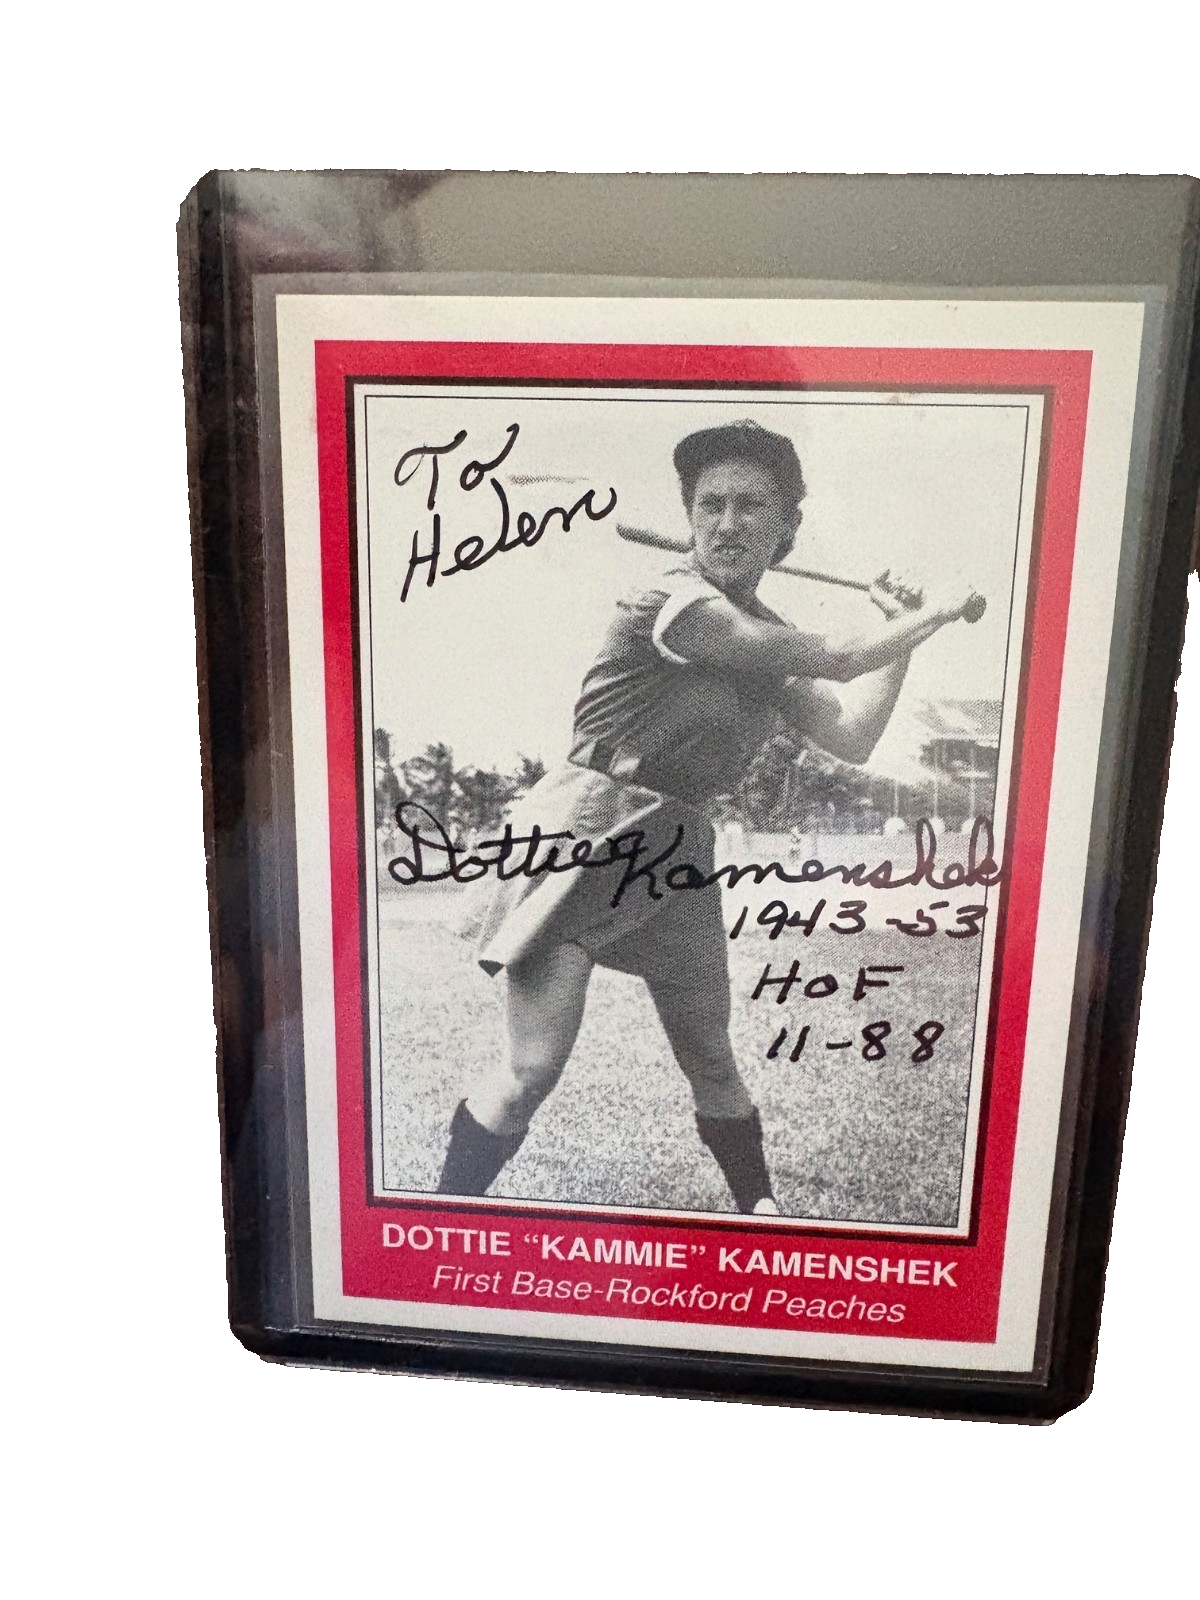 To
Helen
Dottie Kamenshek
1943-53
HOF
11-88
DOTTIE “KAMMIE” KAMENSHEK
First Base-Rockford Peaches